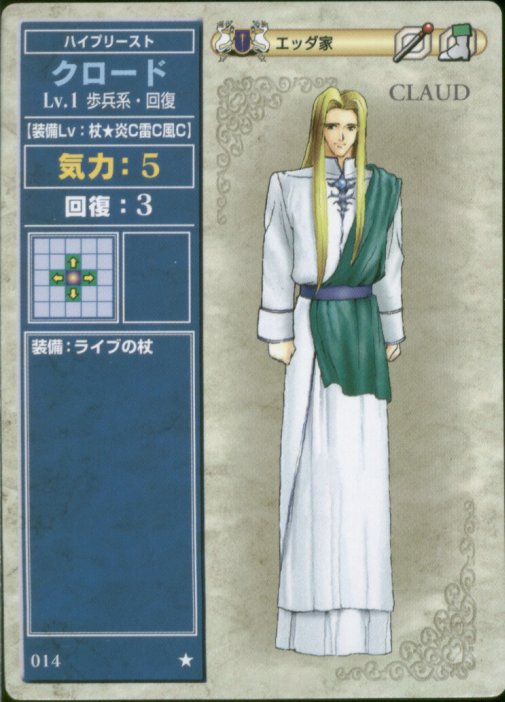 ハイプリースト
クロード
Lv.1 歩兵系・回復
【装備Lv：杖★炎C雷C風C】
気力：5
回復：3
装備：ライブの杖
014 ★
エッダ家
CLAUD